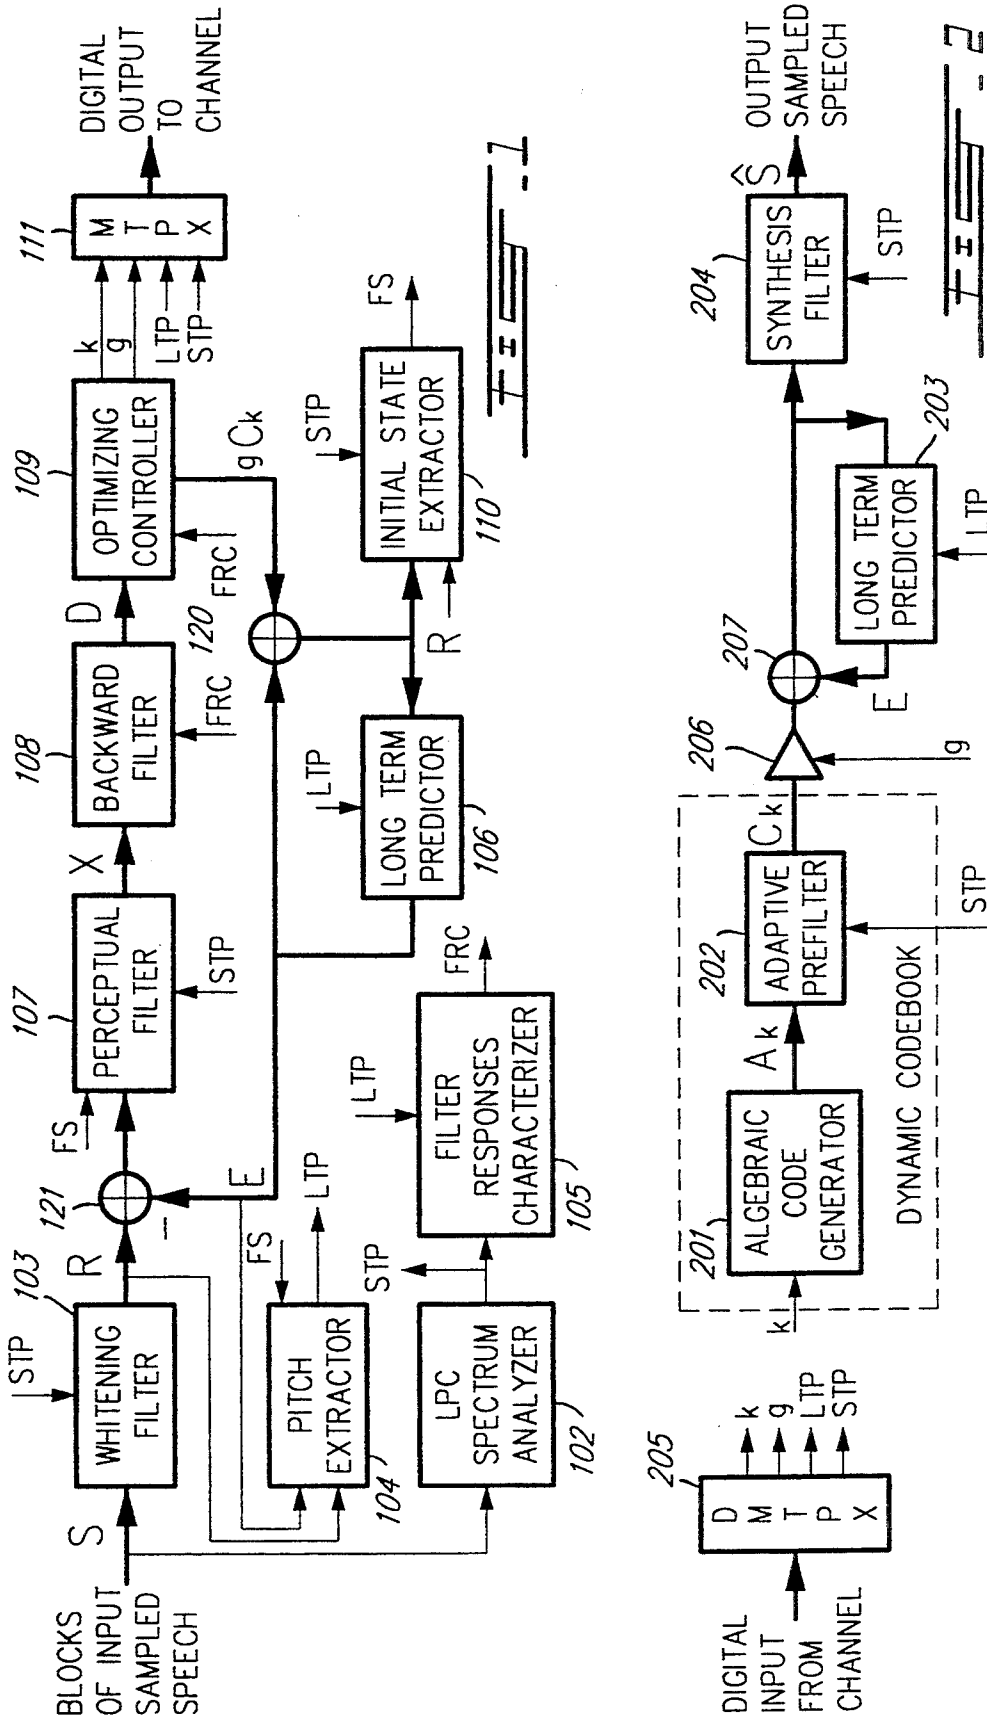 BLOCKS
OF INPUT
SAMPLED
SPEECH
S
STP
WHITENING
FILTER
103
R
121
−
FS
PERCEPTUAL
FILTER
107
STP
X
BACKWARD
FILTER
108
FRC
D
OPTIMIZING
CONTROLLER
109
FRC
k
g
LTP
STP
M
T
P
X
111
DIGITAL
OUTPUT
TO
CHANNEL
g Ck
120
E
PITCH
EXTRACTOR
104
FS
LTP
LPC
SPECTRUM
ANALYZER
102
STP
FILTER
RESPONSES
CHARACTERIZER
105
LTP
FRC
LONG TERM
PREDICTOR
106
LTP
R
INITIAL STATE
EXTRACTOR
110
STP
FS
FIG. 1
DIGITAL
INPUT
FROM
CHANNEL
D
M
T
P
X
205
k
g
LTP
STP
k
ALGEBRAIC
CODE
GENERATOR
201
Ak
ADAPTIVE
PREFILTER
202
STP
Ck
DYNAMIC CODEBOOK
206
g
207
E
LONG TERM
PREDICTOR
203
LTP
SYNTHESIS
FILTER
204
STP
Ŝ
OUTPUT
SAMPLED
SPEECH
FIG. 2